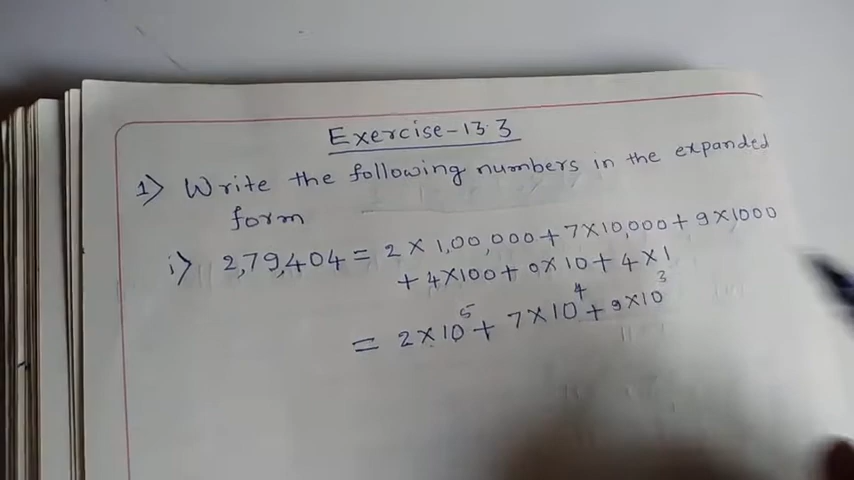 Exercise-13.3
1) Write the following numbers in the expanded
form
i) 2,79,404 = 2 × 1,00,000 + 7 × 10,000 + 9 × 1000
+ 4 × 100 + 0 × 10 + 4 × 1
= 2 × 10⁵ + 7 × 10⁴ + 9 × 10³